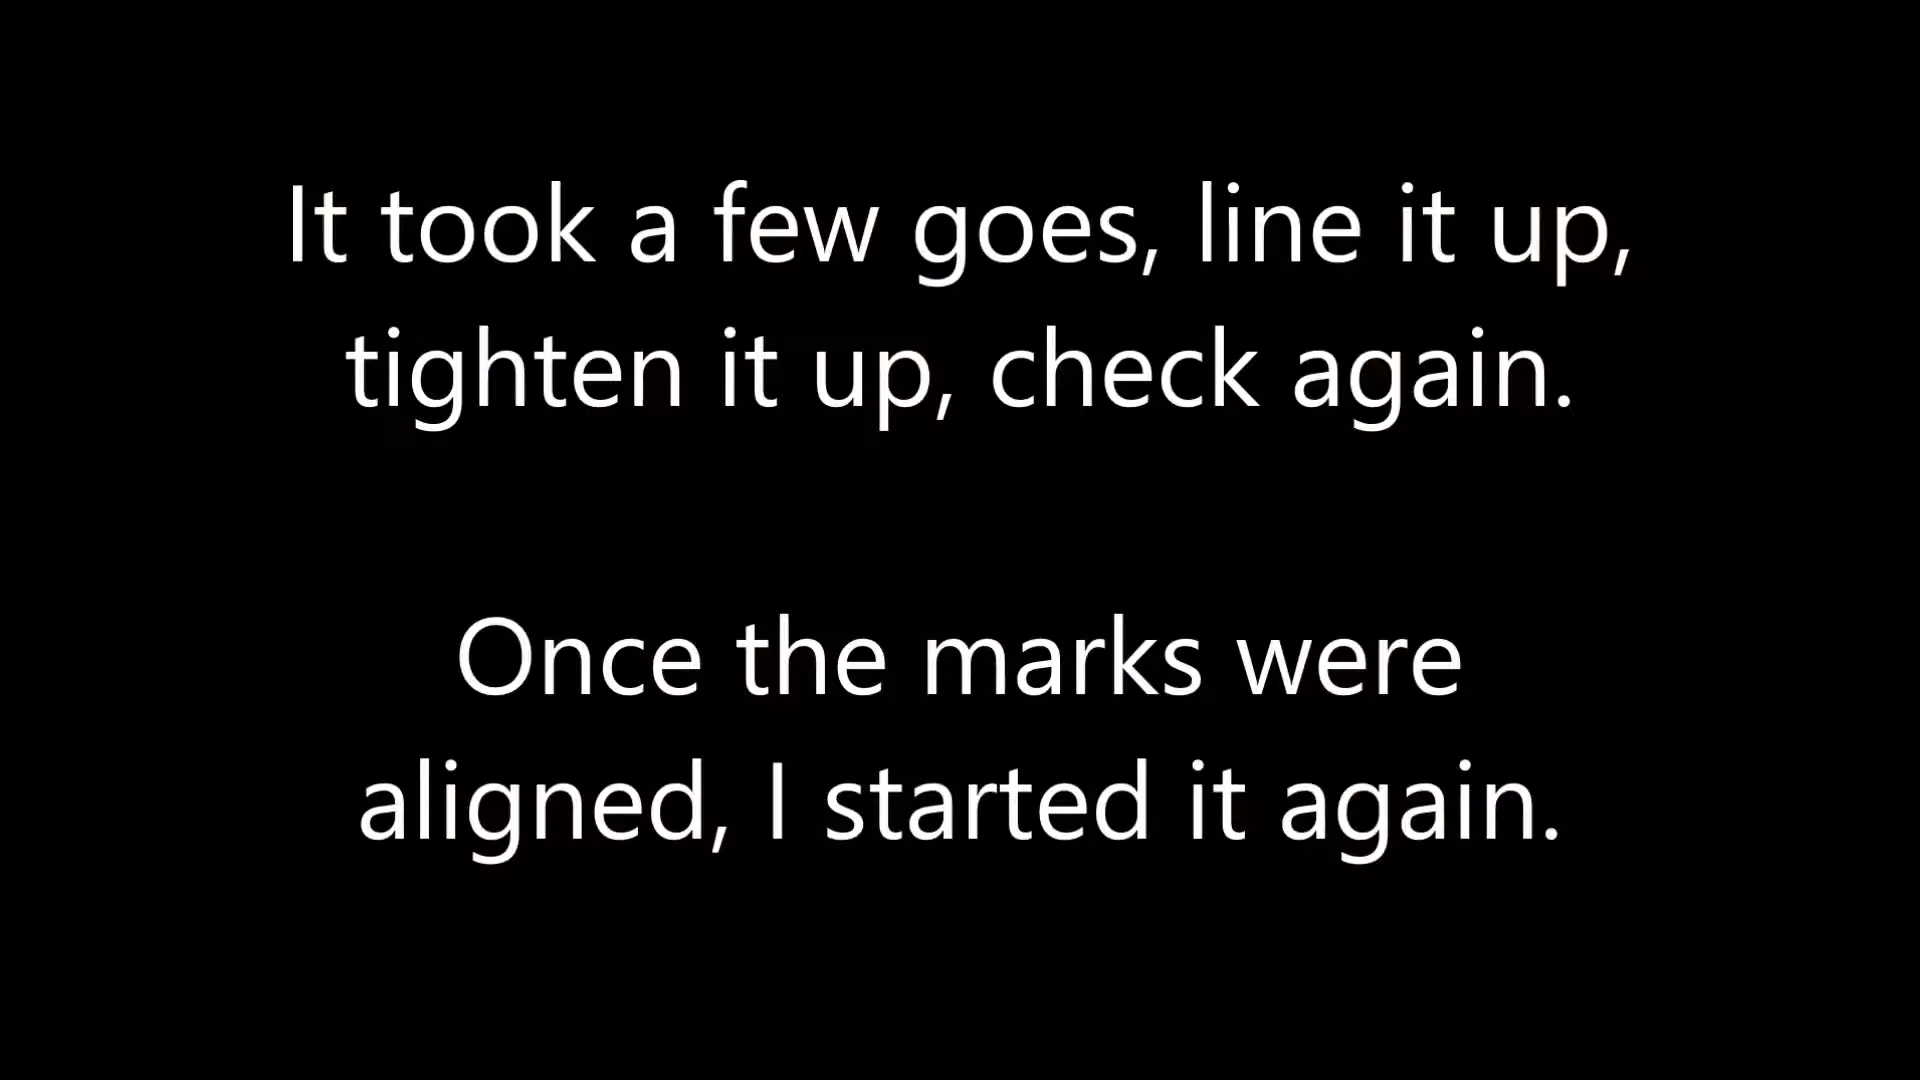 It took a few goes, line it up,
tighten it up, check again.
Once the marks were
aligned, I started it again.